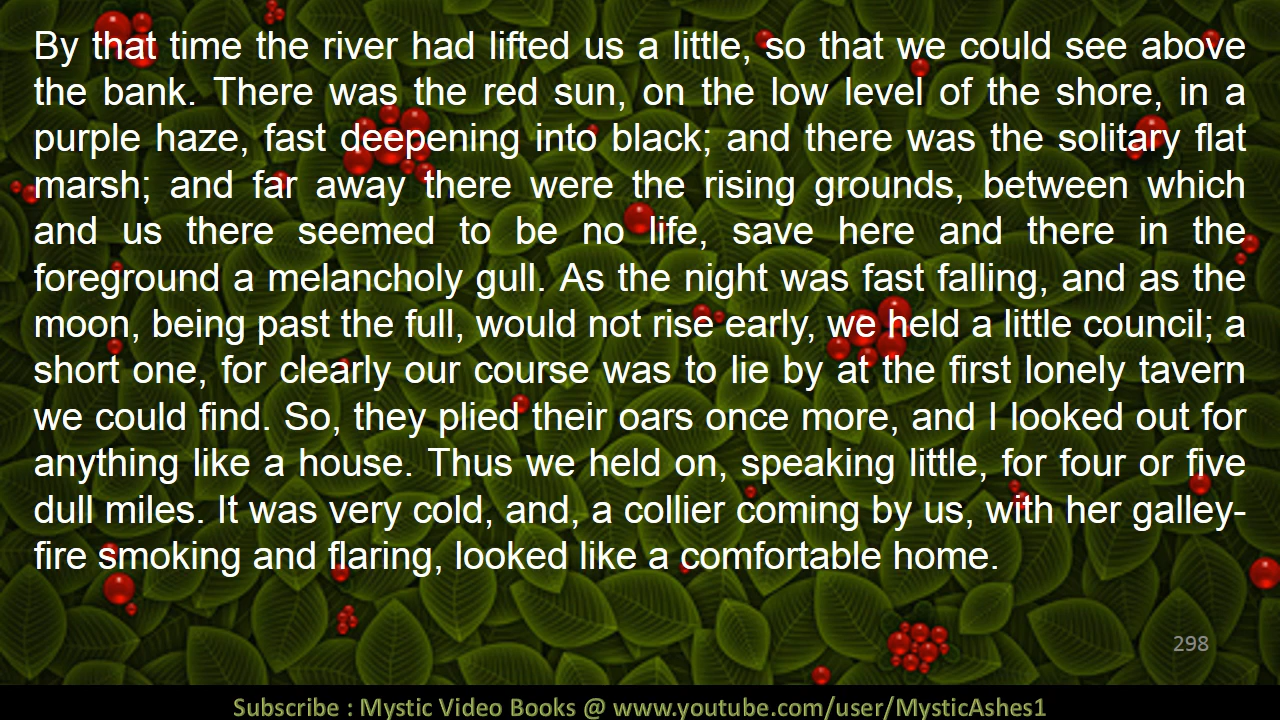 By that time the river had lifted us a little, so that we could see above
the bank. There was the red sun, on the low level of the shore, in a
purple haze, fast deepening into black; and there was the solitary flat
marsh; and far away there were the rising grounds, between which
and us there seemed to be no life, save here and there in the
foreground a melancholy gull. As the night was fast falling, and as the
moon, being past the full, would not rise early, we held a little council; a
short one, for clearly our course was to lie by at the first lonely tavern
we could find. So, they plied their oars once more, and I looked out for
anything like a house. Thus we held on, speaking little, for four or five
dull miles. It was very cold, and, a collier coming by us, with her galley-
fire smoking and flaring, looked like a comfortable home.
298
Subscribe : Mystic Video Books @ www.youtube.com/user/MysticAshes1